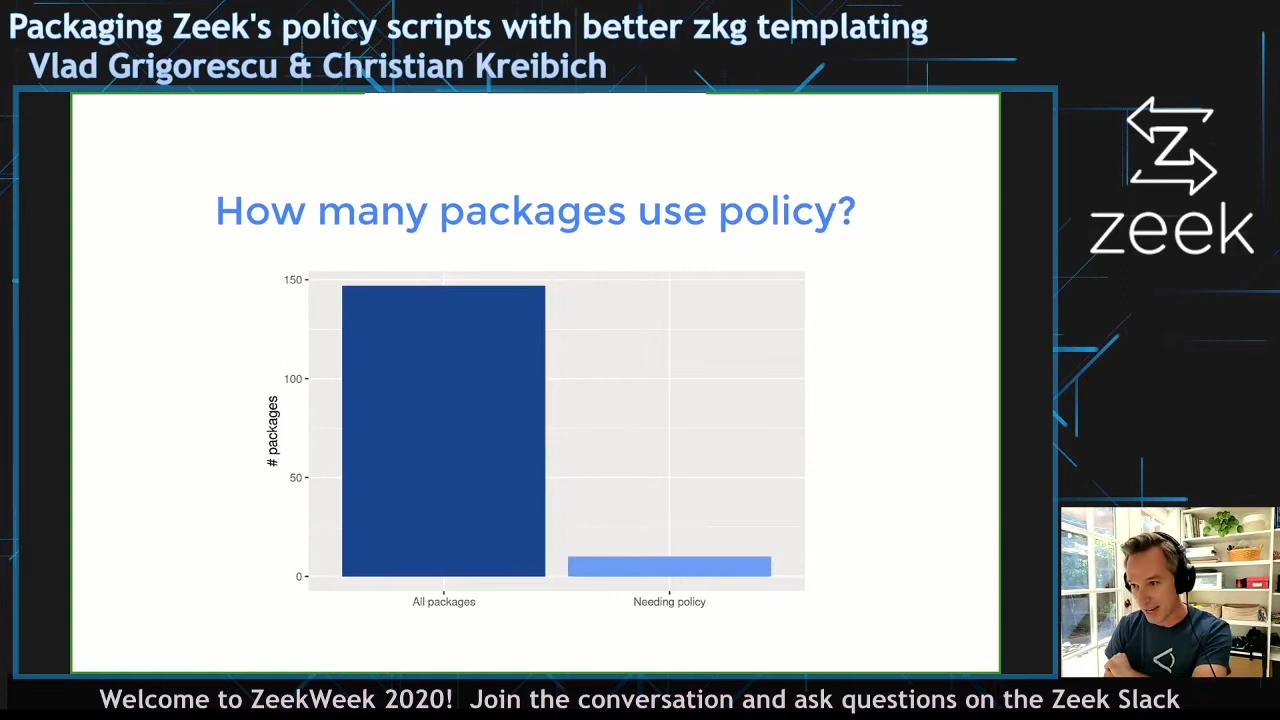 Packaging Zeek's policy scripts with better zkg templating
Vlad Grigorescu & Christian Kreibich
zeek
How many packages use policy?
150
100
50
0
# packages
All packages
Needing policy
Welcome to ZeekWeek 2020! Join the conversation and ask questions on the Zeek Slack